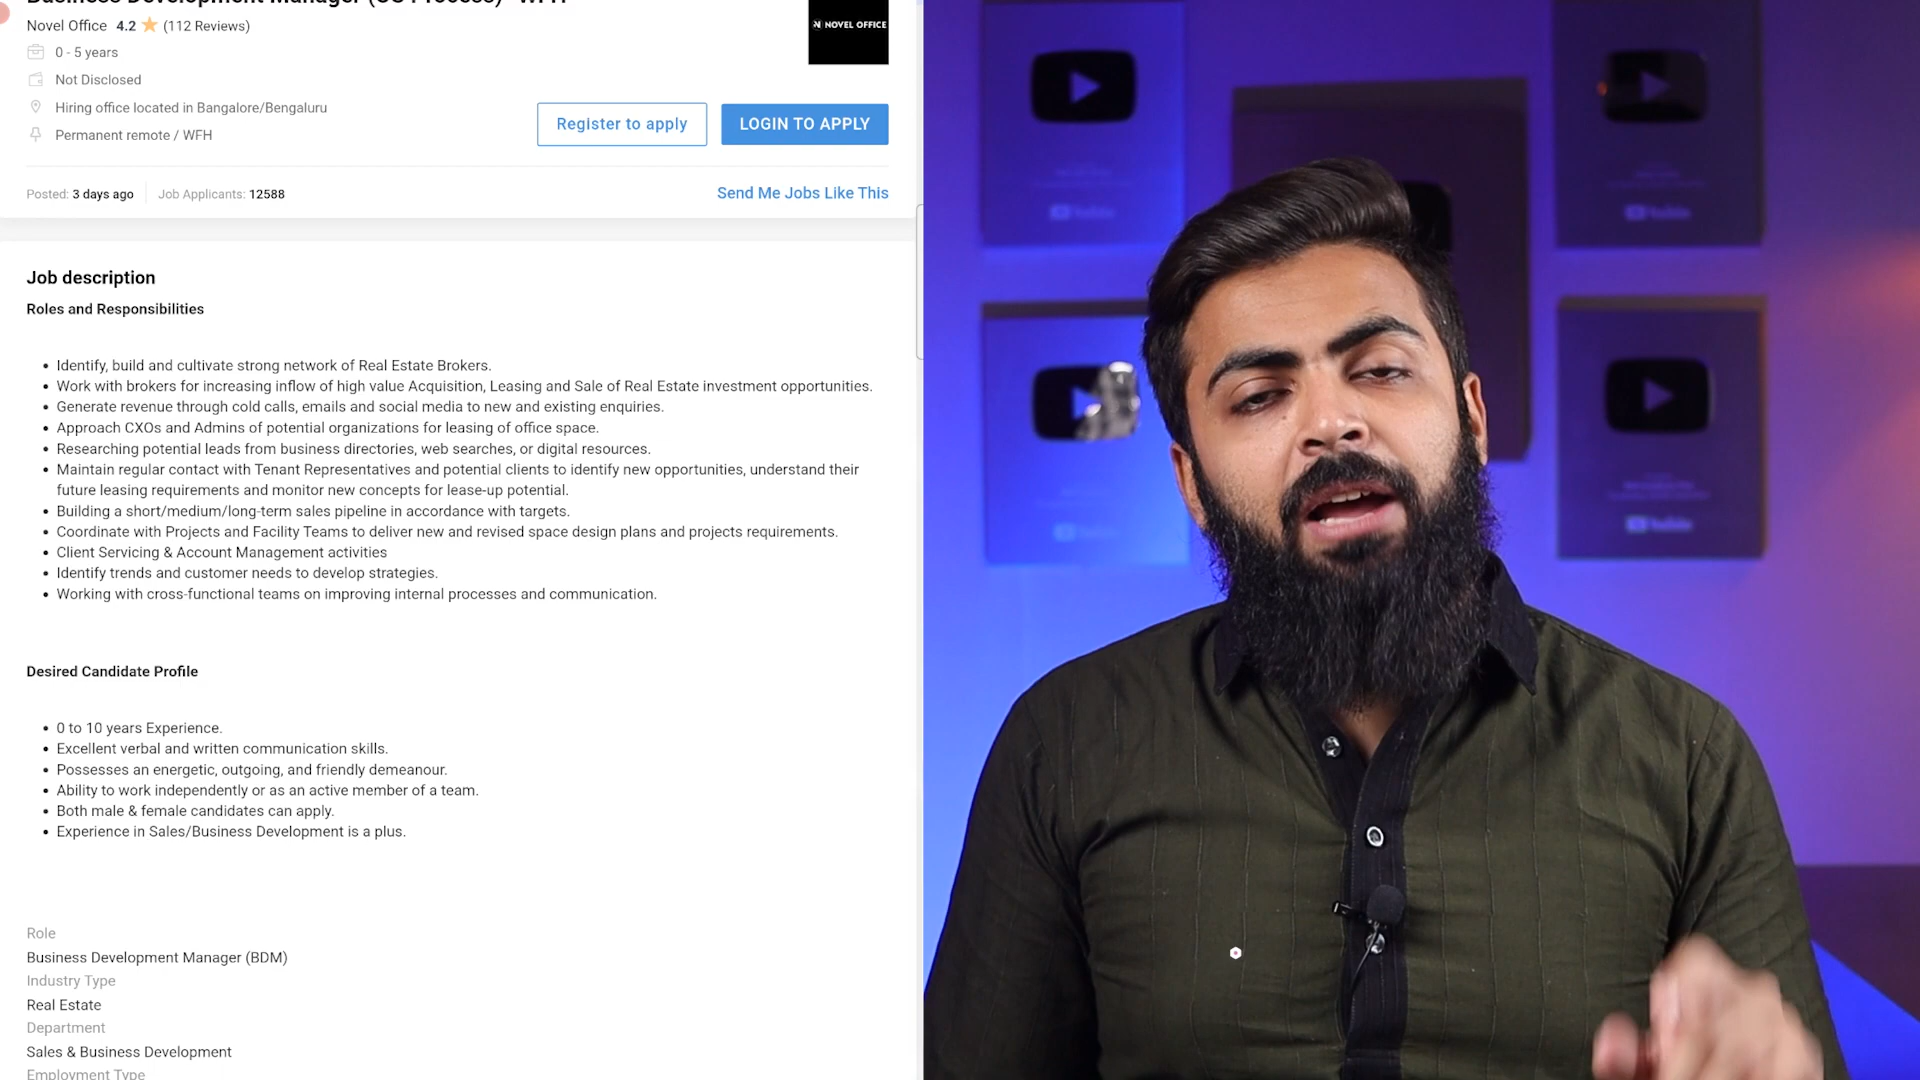 Novel Office 4.2 (112 Reviews)
NOVEL OFFICE
0 - 5 years
Not Disclosed
Hiring office located in Bangalore/Bengaluru
Permanent remote / WFH
Register to apply
LOGIN TO APPLY
Posted: 3 days ago
Job Applicants: 12588
Send Me Jobs Like This
Job description
Roles and Responsibilities
• Identify, build and cultivate strong network of Real Estate Brokers.
• Work with brokers for increasing inflow of high value Acquisition, Leasing and Sale of Real Estate investment opportunities.
• Generate revenue through cold calls, emails and social media to new and existing enquiries.
• Approach CXOs and Admins of potential organizations for leasing of office space.
• Researching potential leads from business directories, web searches, or digital resources.
• Maintain regular contact with Tenant Representatives and potential clients to identify new opportunities, understand their
future leasing requirements and monitor new concepts for lease-up potential.
• Building a short/medium/long-term sales pipeline in accordance with targets.
• Coordinate with Projects and Facility Teams to deliver new and revised space design plans and projects requirements.
• Client Servicing & Account Management activities
• Identify trends and customer needs to develop strategies.
• Working with cross-functional teams on improving internal processes and communication.
Desired Candidate Profile
• 0 to 10 years Experience.
• Excellent verbal and written communication skills.
• Possesses an energetic, outgoing, and friendly demeanour.
• Ability to work independently or as an active member of a team.
• Both male & female candidates can apply.
• Experience in Sales/Business Development is a plus.
Role
Business Development Manager (BDM)
Industry Type
Real Estate
Department
Sales & Business Development
Employment Type
YouTube
YouTube
YouTube
YouTube